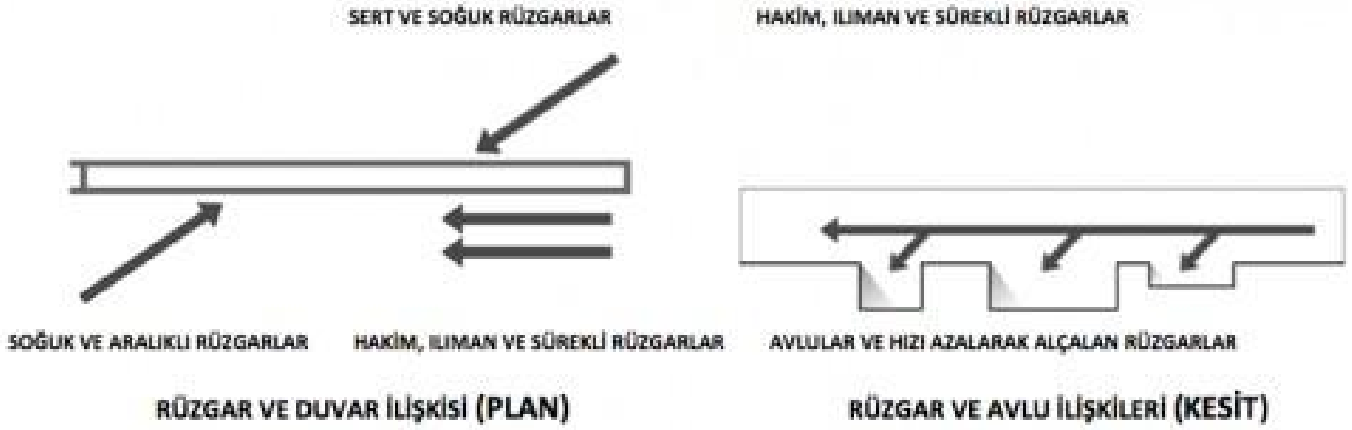 SERT VE SOĞUK RÜZGARLAR
HAKİM, ILIMAN VE SÜREKLİ RÜZGARLAR
SOĞUK VE ARALIKLI RÜZGARLAR
HAKİM, ILIMAN VE SÜREKLİ RÜZGARLAR
AVLULAR VE HIZI AZALARAK ALÇALAN RÜZGARLAR
RÜZGAR VE DUVAR İLİŞKİSİ (PLAN)
RÜZGAR VE AVLU İLİŞKİLERİ (KESİT)